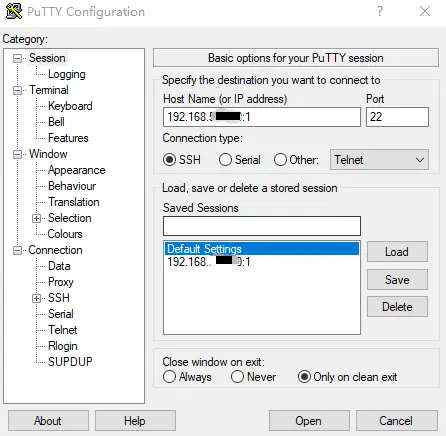 PuTTY Configuration
? ×
Category:
Session
Logging
Terminal
Keyboard
Bell
Features
Window
Appearance
Behaviour
Translation
Selection
Colours
Connection
Data
Proxy
SSH
Serial
Telnet
Rlogin
SUPDUP
Basic options for your PuTTY session
Specify the destination you want to connect to
Host Name (or IP address) Port
192.168. :1 22
Connection type:
SSH Serial Other: Telnet
Load, save or delete a stored session
Saved Sessions
Default Settings
192.168. :1
Load
Save
Delete
Close window on exit:
Always Never Only on clean exit
About Help Open Cancel